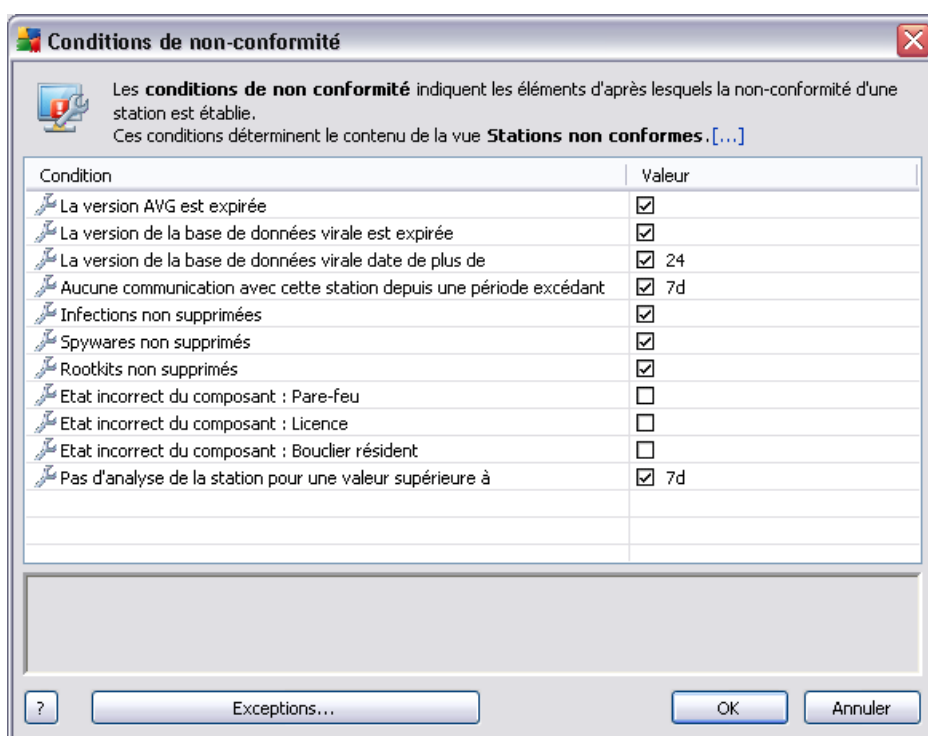 Conditions de non-conformité
Les conditions de non conformité indiquent les éléments d'après lesquels la non-conformité d'une
station est établie.
Ces conditions déterminent le contenu de la vue Stations non conformes.[...]
Condition Valeur
La version AVG est expirée
La version de la base de données virale est expirée
La version de la base de données virale date de plus de 24
Aucune communication avec cette station depuis une période excédant 7d
Infections non supprimées
Spywares non supprimés
Rootkits non supprimés
Etat incorrect du composant : Pare-feu
Etat incorrect du composant : Licence
Etat incorrect du composant : Bouclier résident
Pas d'analyse de la station pour une valeur supérieure à 7d
? Exceptions... OK Annuler